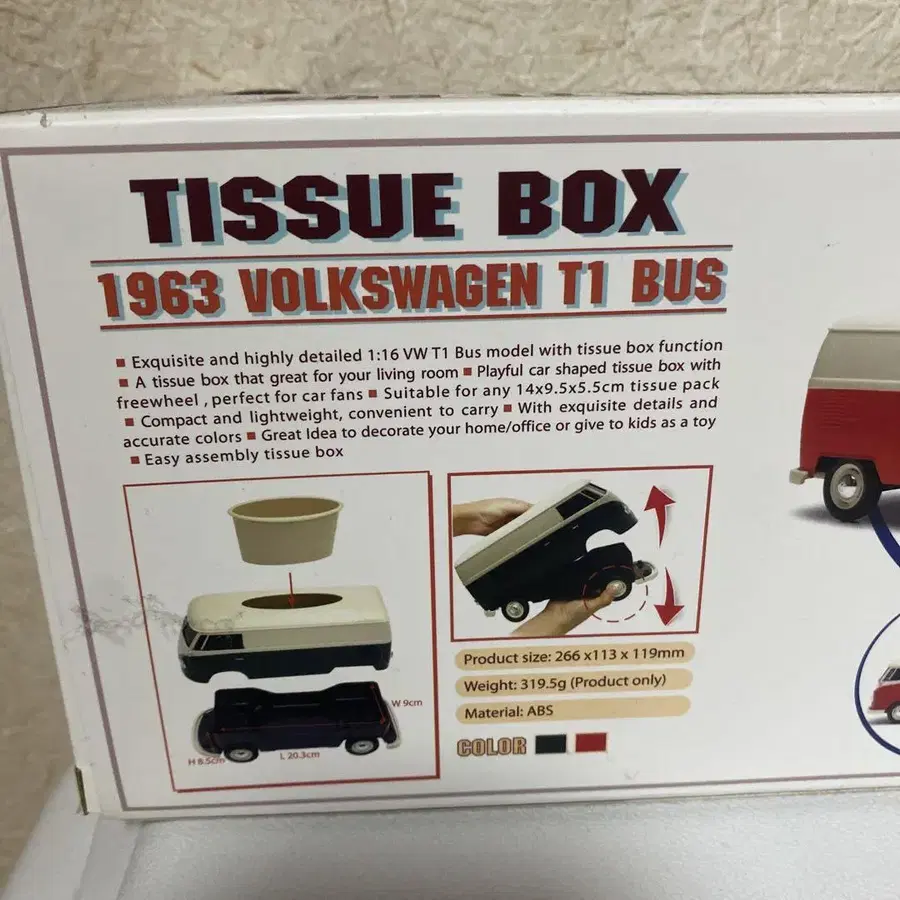 TISSUE BOX
1963 VOLKSWAGEN T1 BUS
▪ Exquisite and highly detailed 1:16 VW T1 Bus model with tissue box function
▪ A tissue box that great for your living room ▪ Playful car shaped tissue box with
freewheel , perfect for car fans ▪ Suitable for any 14x9.5x5.5cm tissue pack
▪ Compact and lightweight, convenient to carry ▪ With exquisite details and
accurate colors ▪ Great Idea to decorate your home/office or give to kids as a toy
▪ Easy assembly tissue box
W 9cm
H 8.5cm
L 20.3cm
Product size: 266 x113 x 119mm
Weight: 319.5g (Product only)
Material: ABS
COLOR